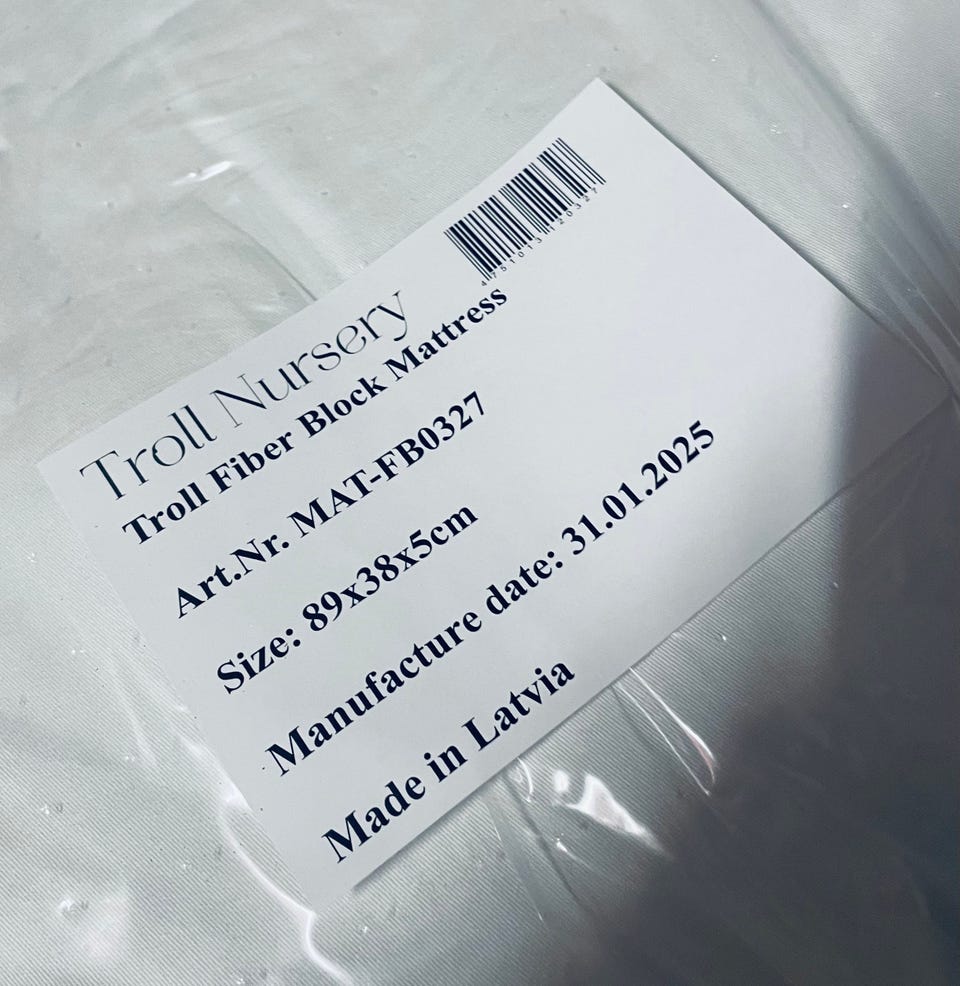 4751013120327
Troll Nursery
Troll Fiber Block Mattress
Art.Nr. MAT-FB0327
Size: 89x38x5cm
Manufacture date: 31.01.2025
Made in Latvia